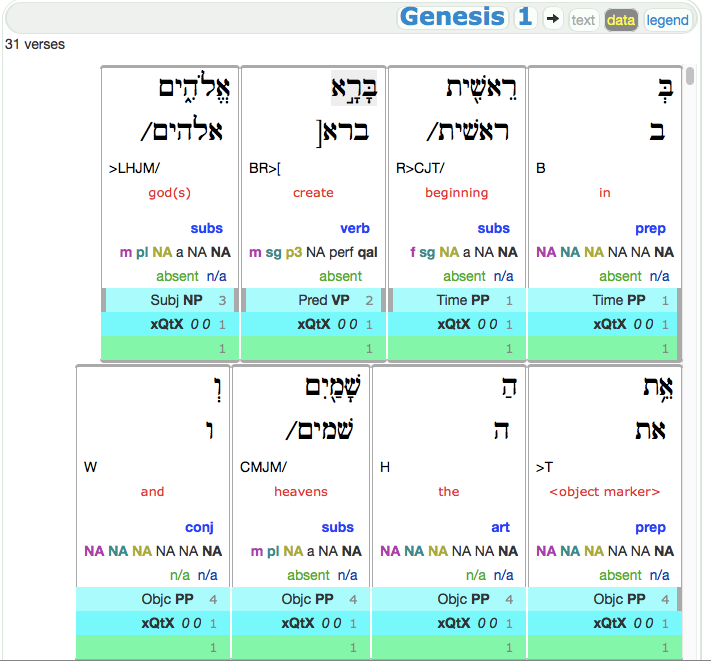 Genesis 1 ➔ text data legend
31 verses
בְּ
ב
B
in
prep
NA NA NA NA NA NA
absent n/a
Time PP 1
xQtX 0 0 1
1
רֵאשִׁ֖ית
ראשׁית/
R>CJT/
beginning
subs
f sg NA a NA NA
absent n/a
Time PP 1
xQtX 0 0 1
1
בָּרָ֣א
ברא[
BR>[
create
verb
m sg p3 NA perf qal
absent
Pred VP 2
xQtX 0 0 1
1
אֱלֹהִ֑ים
אלהים/
>LHJM/
god(s)
subs
m pl NA a NA NA
absent n/a
Subj NP 3
xQtX 0 0 1
1
אֵ֥ת
את
>T
<object marker>
prep
NA NA NA NA NA NA
absent n/a
Objc PP 4
xQtX 0 0 1
1
הַ
ה
H
the
art
NA NA NA NA NA NA
n/a n/a
Objc PP 4
xQtX 0 0 1
1
שָּׁמַ֖יִם
שׁמים/
CMJM/
heavens
subs
m pl NA a NA NA
absent n/a
Objc PP 4
xQtX 0 0 1
1
וְ
ו
W
and
conj
NA NA NA NA NA NA
n/a n/a
Objc PP 4
xQtX 0 0 1
1